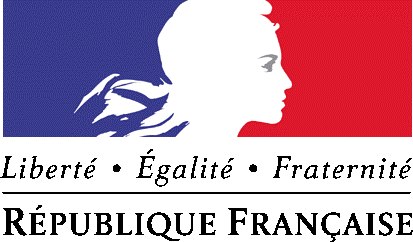 Liberté • Égalité • Fraternité
RÉPUBLIQUE FRANÇAISE